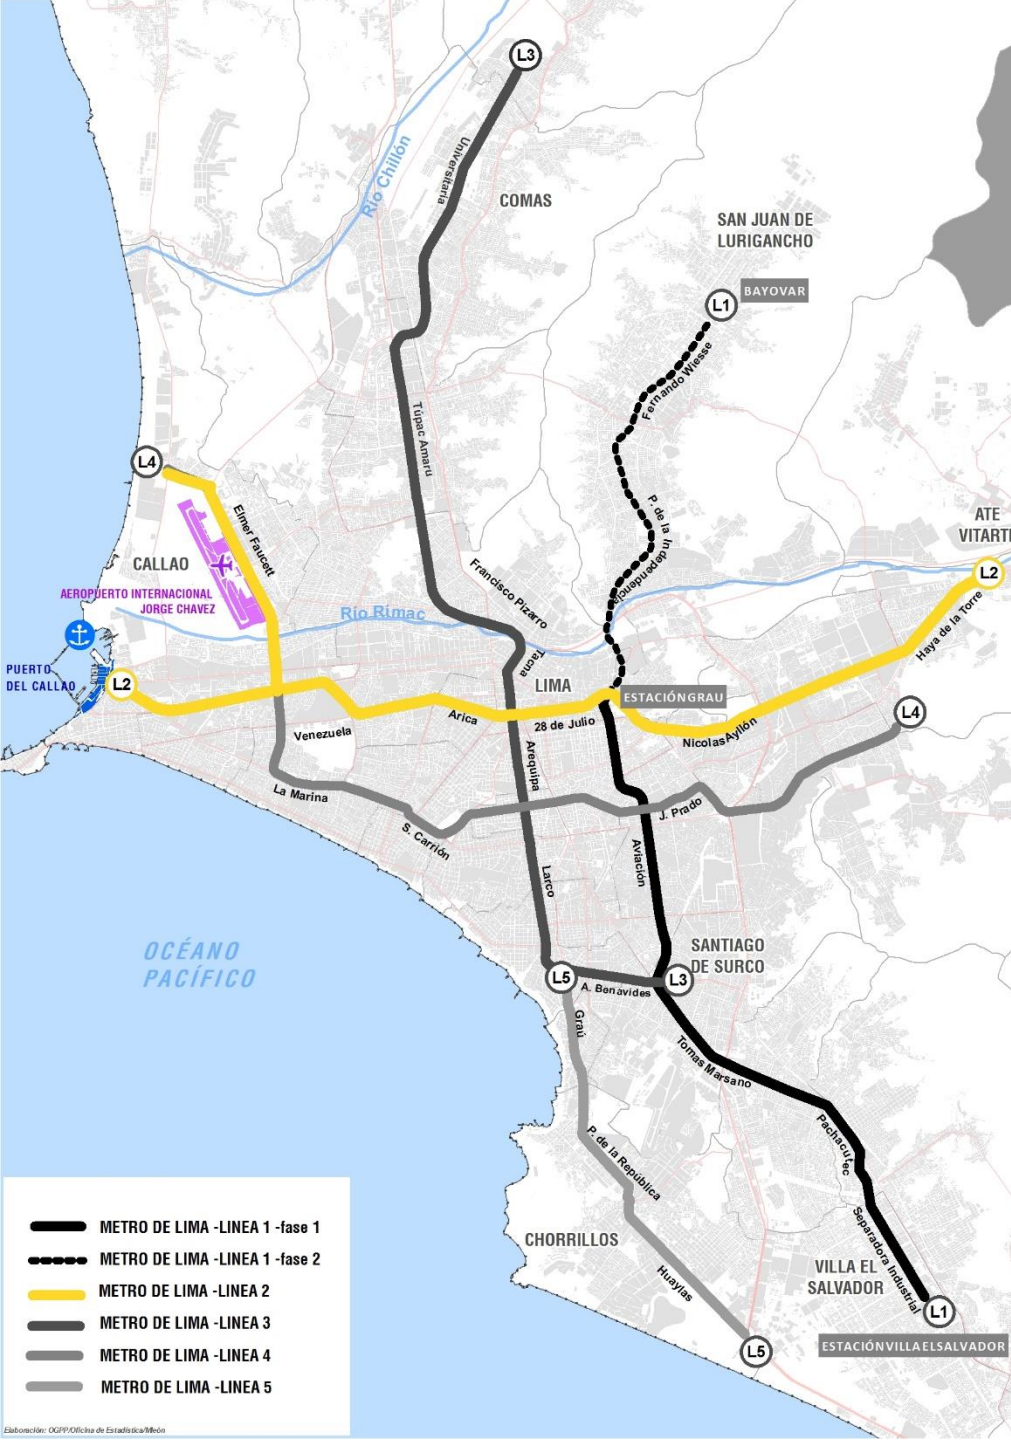 L3
Universitaria
Río Chillón
COMAS
SAN JUAN DE
LURIGANCHO
BAYOVAR
L1
Fernando Wiesse
Túpac Amaru
L4
Elmer Faucett
P. de la Independencia
ATE
VITARTE
CALLAO
AEROPUERTO INTERNACIONAL
JORGE CHAVEZ
Francisco Pizarro
L2
Haya de la Torre
Río Rímac
PUERTO
DEL CALLAO
L2
Tacna
LIMA
ESTACIÓN GRAU
L4
Venezuela
Arica
28 de Julio
Nicolas Ayllón
Arequipa
La Marina
S. Carrión
J. Prado
Aviación
Larco
OCÉANO
PACÍFICO
SANTIAGO
DE SURCO
L5
L3
A. Benavides
Graú
Tomas Marsano
P. de la República
Pachacutec
CHORRILLOS
Huaylas
Separadora Industrial
VILLA EL
SALVADOR
L1
ESTACIÓN VILLA EL SALVADOR
L5
METRO DE LIMA -LINEA 1 -fase 1
METRO DE LIMA -LINEA 1 -fase 2
METRO DE LIMA -LINEA 2
METRO DE LIMA -LINEA 3
METRO DE LIMA -LINEA 4
METRO DE LIMA -LINEA 5
Elaboración: OGPP/Oficina de Estadística/Mleón